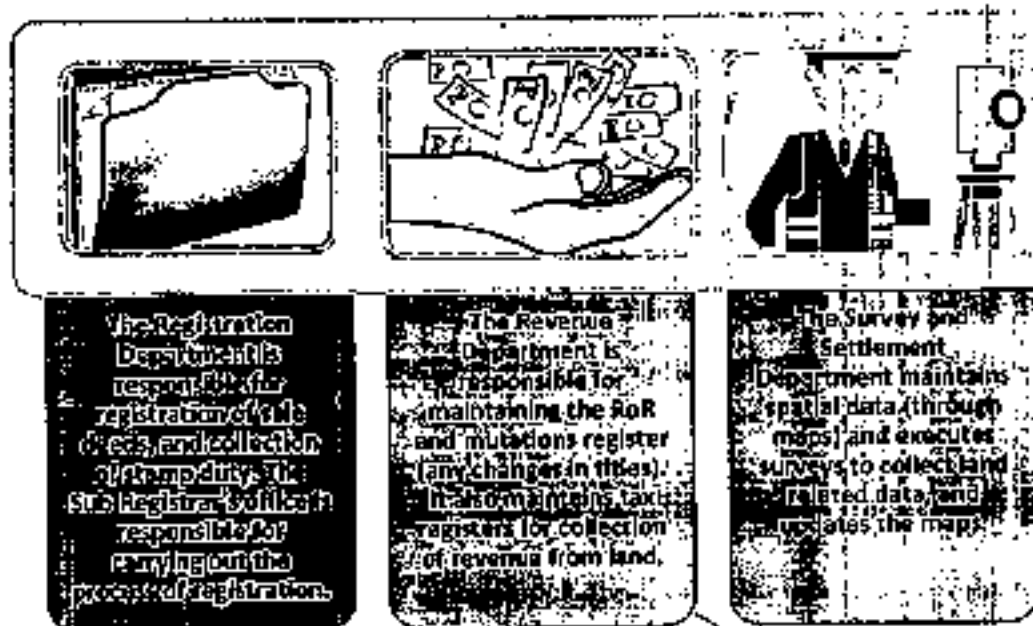 The Registration
Department is
responsible for
registration of sale
deeds, and collection
of stamp duty. The
Sub Registrar's office is
responsible for
carrying out the
process of registration.
The Revenue
Department is
responsible for
maintaining the RoR
and mutations register
(any changes in titles).
It also maintains tax
registers for collection
of revenue from land.
The Survey and
Settlement
Department maintains
spatial data (through
maps) and executes
surveys to collect land
related data, and
updates the maps.